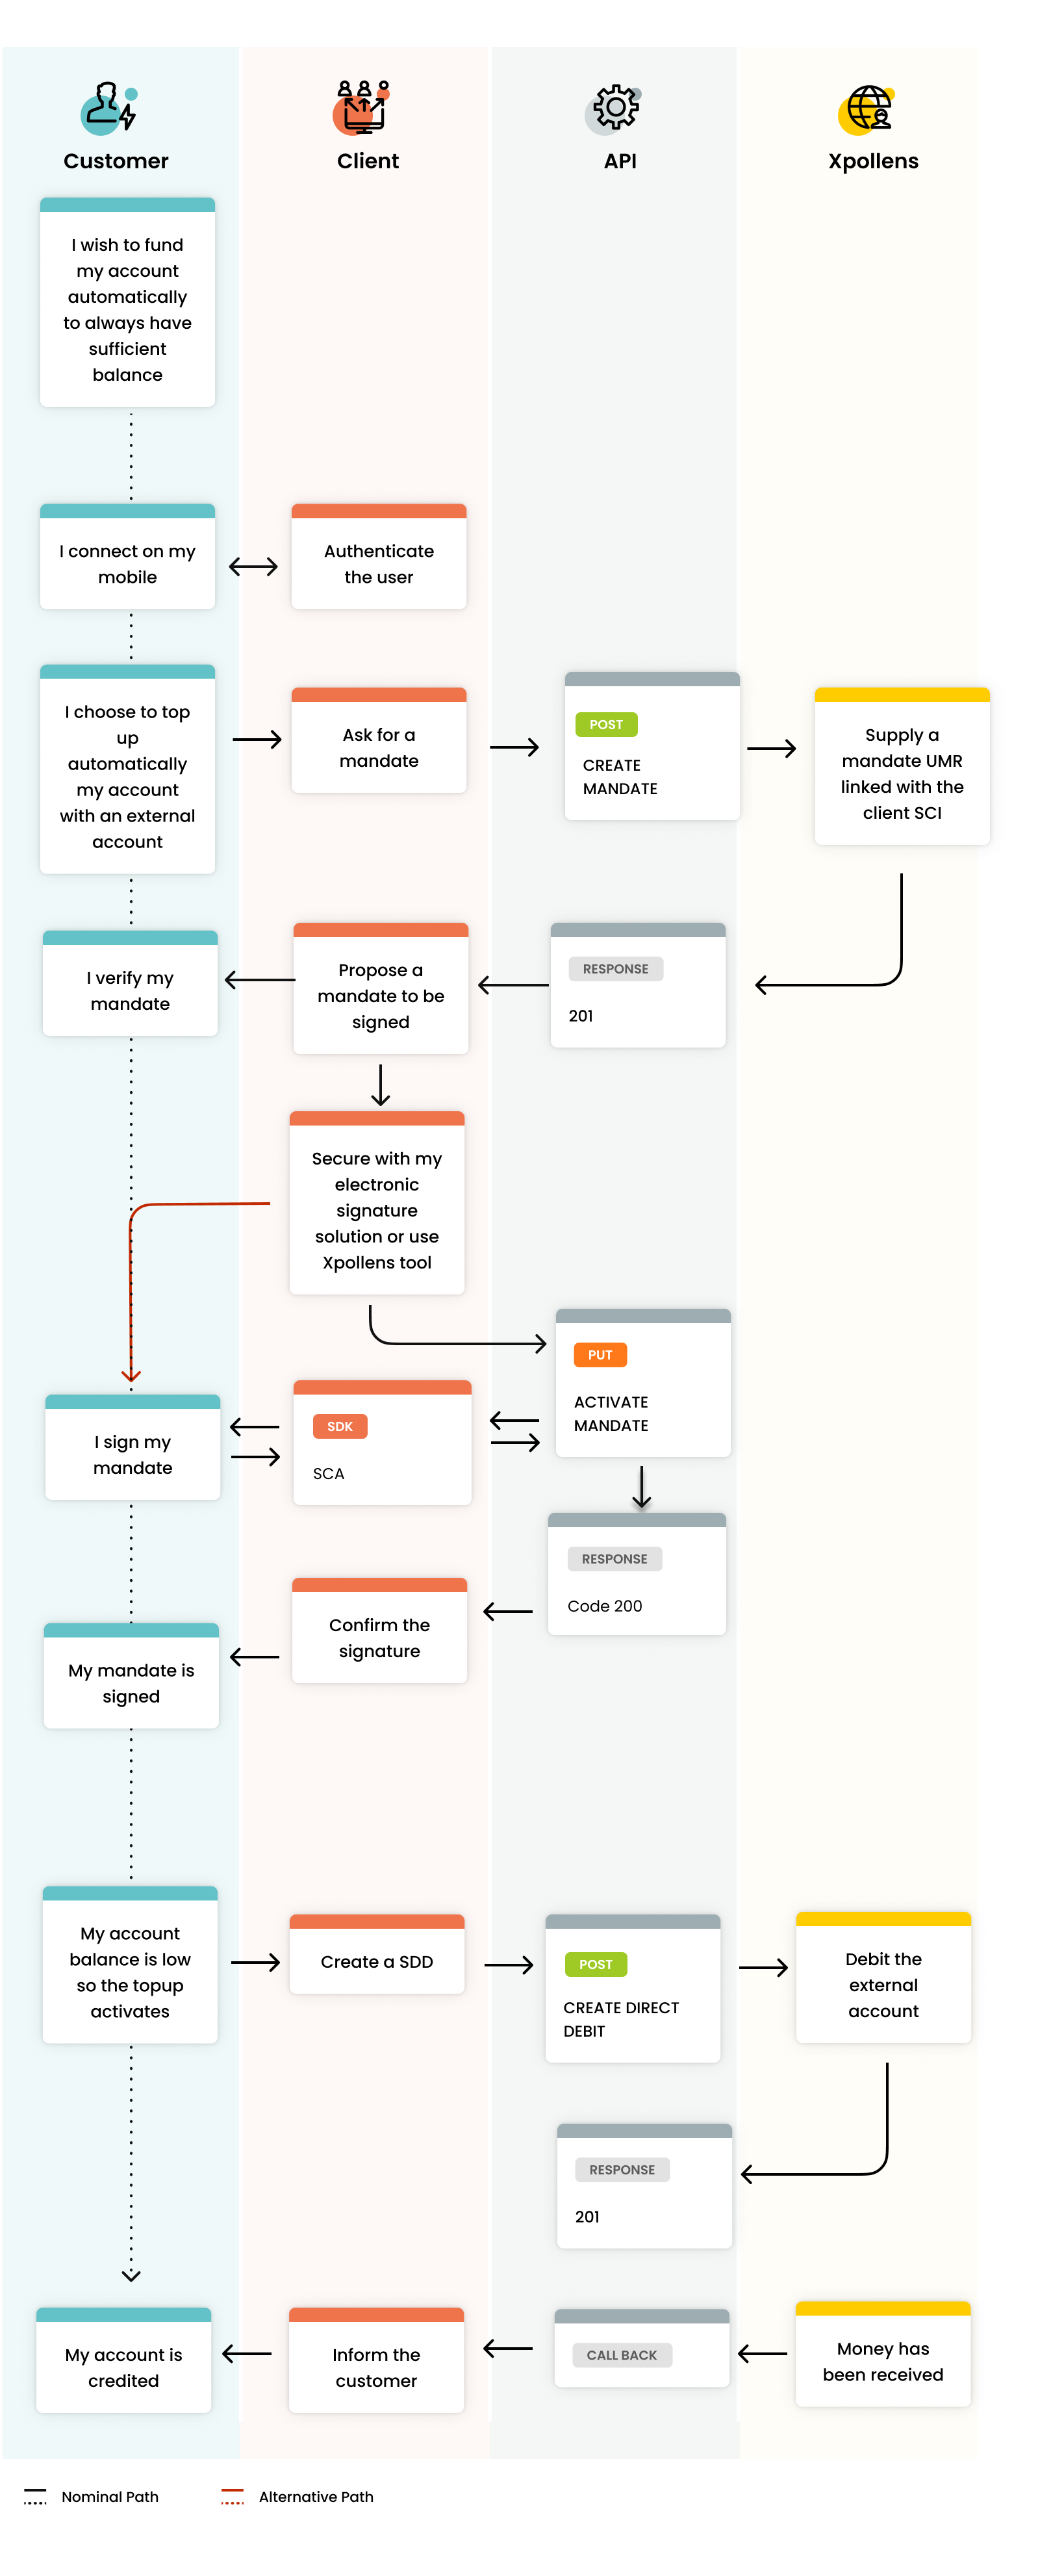 Customer
Client
API
Xpollens
I wish to fund
my account
automatically
to always have
sufficient
balance
I connect on my
mobile
Authenticate
the user
I choose to top
up
automatically
my account
with an external
account
Ask for a
mandate
POST
CREATE
MANDATE
Supply a
mandate UMR
linked with the
client SCI
I verify my
mandate
Propose a
mandate to be
signed
RESPONSE
201
Secure with my
electronic
signature
solution or use
Xpollens tool
PUT
ACTIVATE
MANDATE
I sign my
mandate
SDK
SCA
RESPONSE
Code 200
Confirm the
signature
My mandate is
signed
My account
balance is low
so the topup
activates
Create a SDD
POST
CREATE DIRECT
DEBIT
Debit the
external
account
RESPONSE
201
My account is
credited
Inform the
customer
CALL BACK
Money has
been received
Nominal Path
Alternative Path